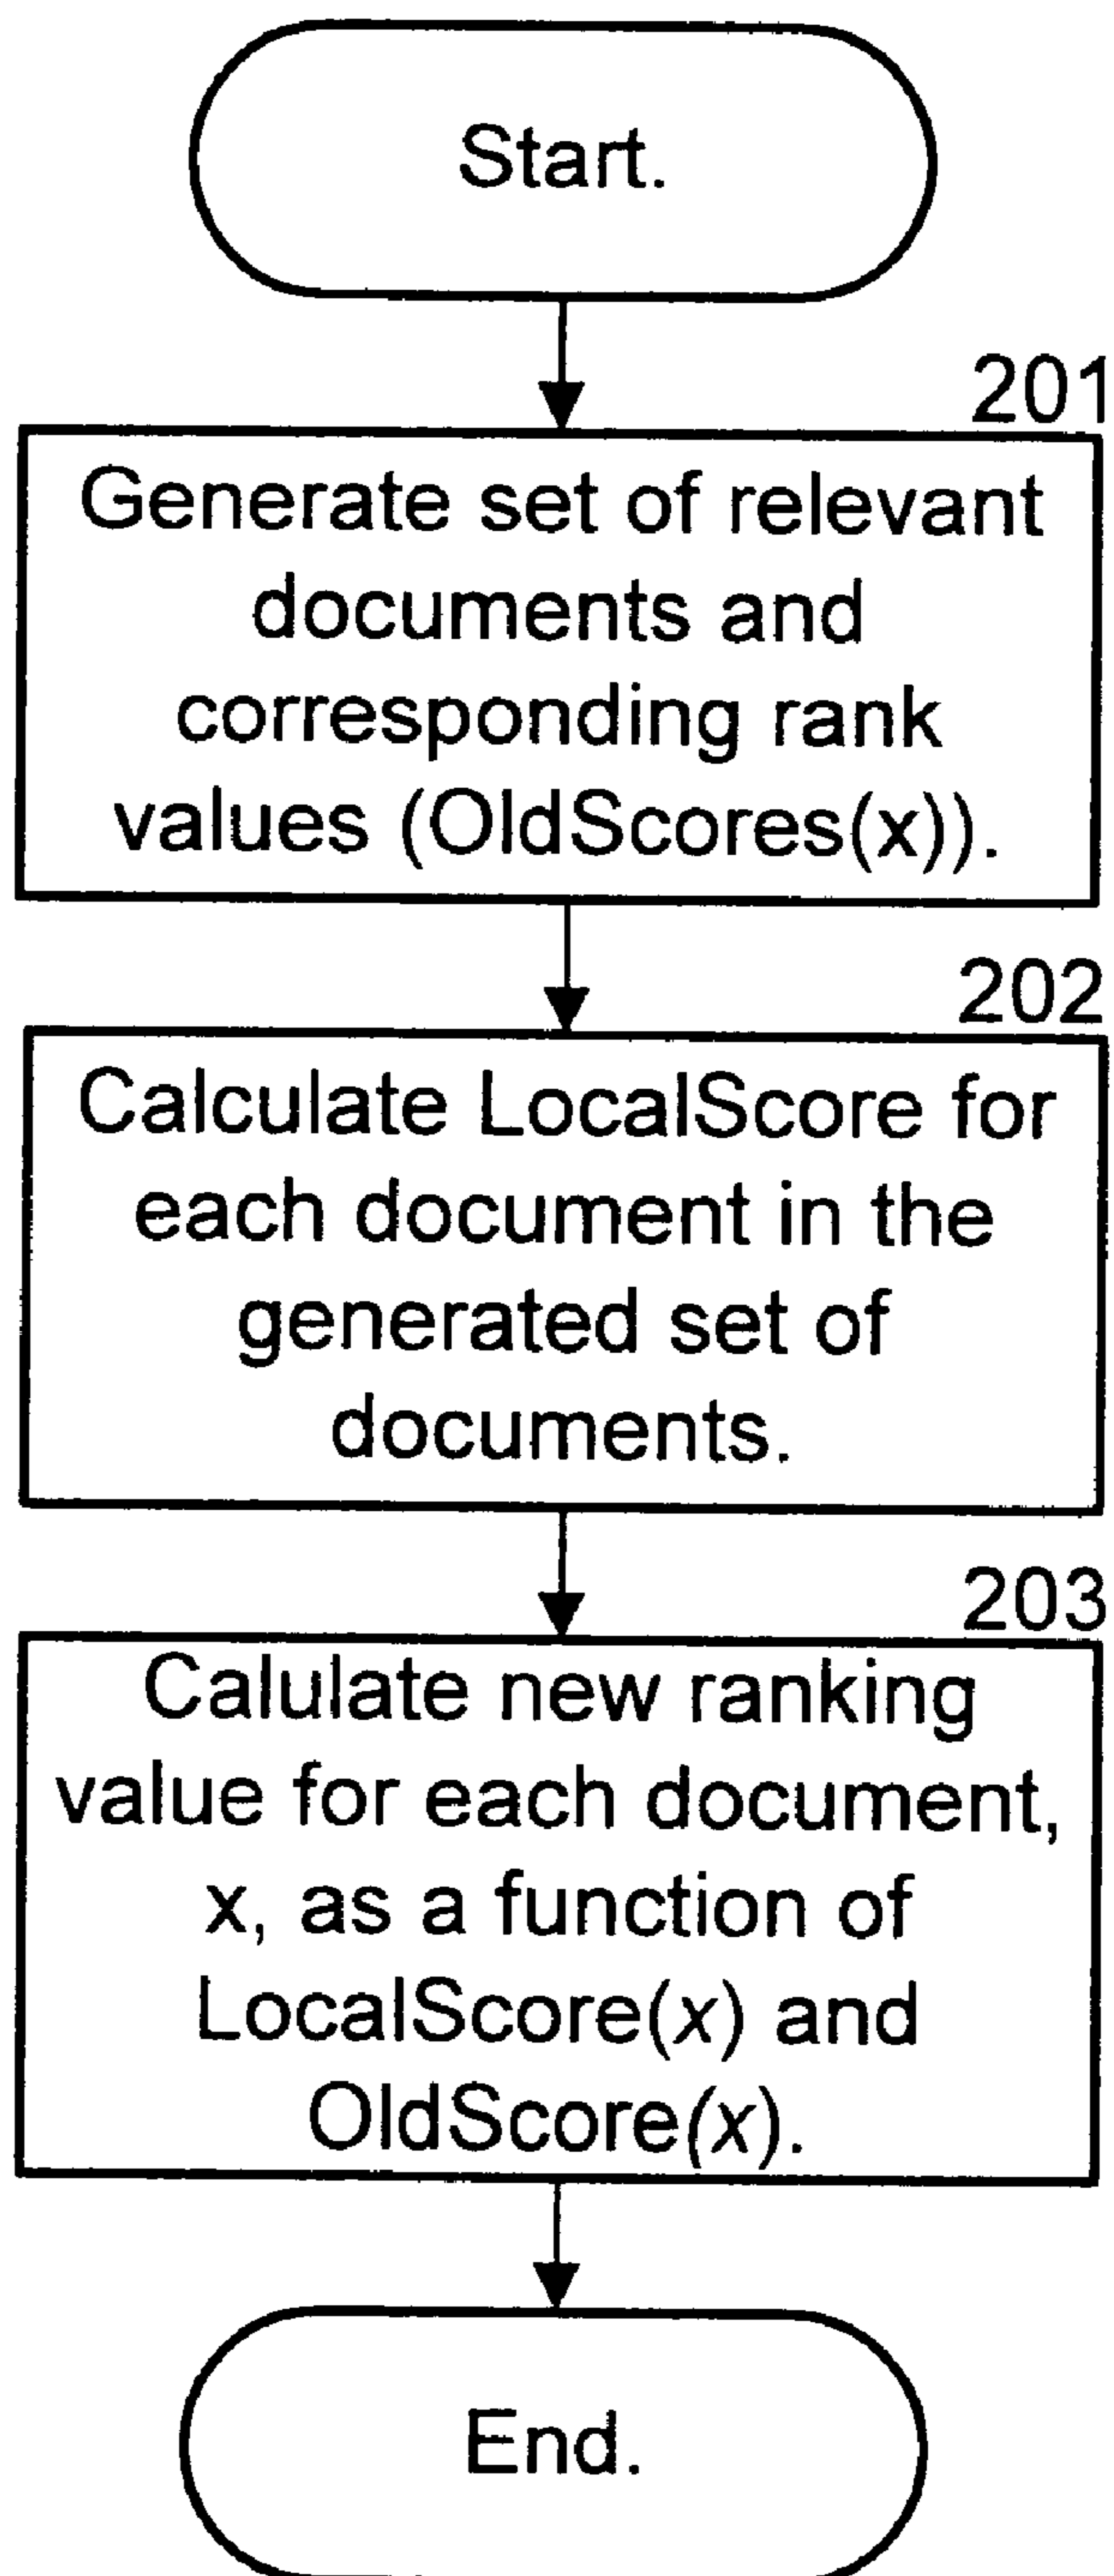 Start.
201
Generate set of relevant
documents and
corresponding rank
values (OldScores(x)).
202
Calculate LocalScore for
each document in the
generated set of
documents.
203
Calulate new ranking
value for each document,
x, as a function of
LocalScore(x) and
OldScore(x).
End.